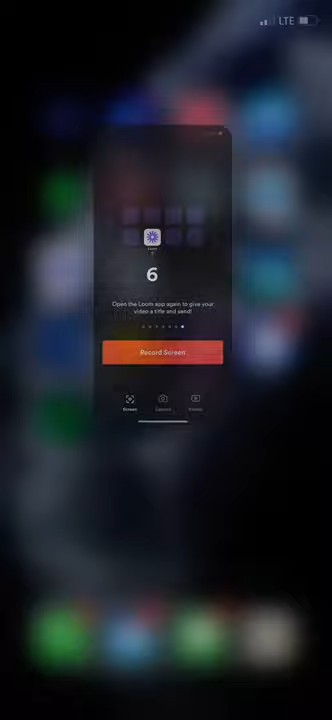 LTE
Loom
6
Open the Loom app again to give your
video a title and send!
Record Screen
Screen
Camera
Videos